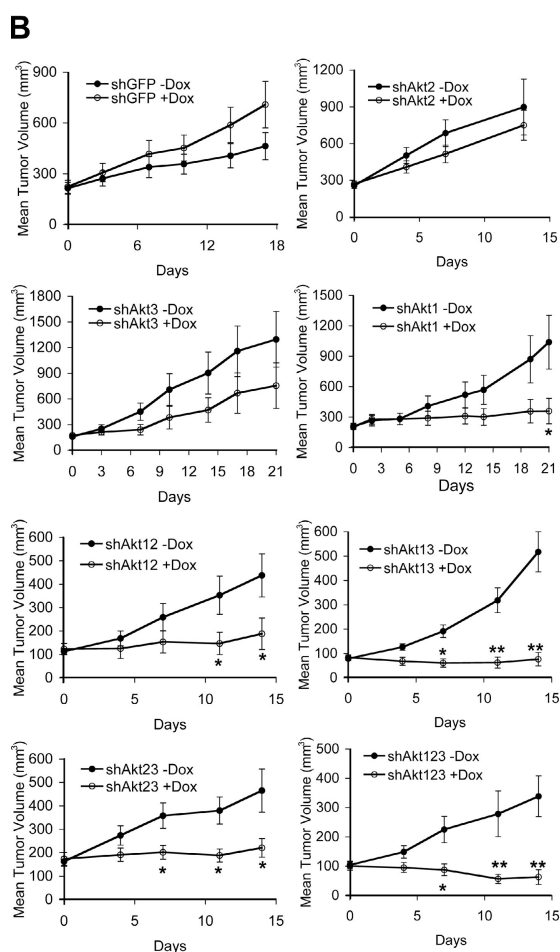 B
Mean Tumor Volume (mm³)
900
600
300
0
shGFP -Dox
shGFP +Dox
0 6 12 18
Days
Mean Tumor Volume (mm³)
1200
900
600
300
0
shAkt2 -Dox
shAkt2 +Dox
0 5 10 15
Days
Mean Tumor Volume (mm³)
1800
1500
1200
900
600
300
0
shAkt3 -Dox
shAkt3 +Dox
0 3 6 9 12 15 18 21
Days
Mean Tumor Volume (mm³)
1500
1200
900
600
300
0
shAkt1 -Dox
shAkt1 +Dox
*
0 3 6 9 12 15 18 21
Days
Mean Tumor Volume (mm³)
600
500
400
300
200
100
0
shAkt12 -Dox
shAkt12 +Dox
* *
0 5 10 15
Days
Mean Tumor Volume (mm³)
600
500
400
300
200
100
0
shAkt13 -Dox
shAkt13 +Dox
* ** **
0 5 10 15
Days
Mean Tumor Volume (mm³)
600
500
400
300
200
100
0
shAkt23 -Dox
shAkt23 +Dox
* * *
0 5 10 15
Days
Mean Tumor Volume (mm³)
500
400
300
200
100
0
shAkt123 -Dox
shAkt123 +Dox
* ** **
0 5 10 15
Days